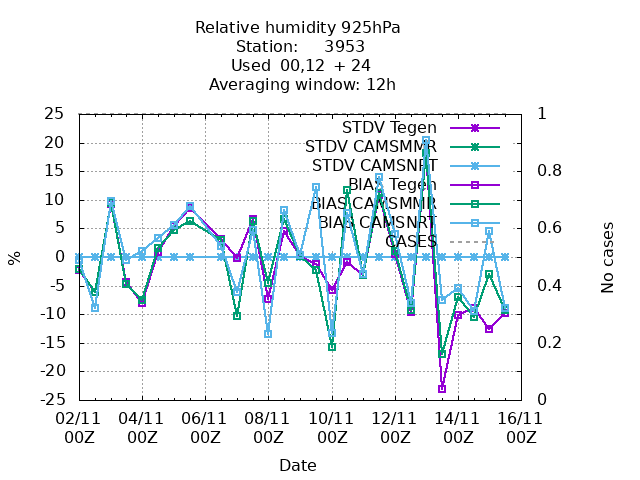 Relative humidity 925hPa
Station: 3953
Used 00,12 + 24
Averaging window: 12h
25
20
15
10
5
0
-5
-10
-15
-20
-25
%
1
0.8
0.6
0.4
0.2
0
No cases
STDV Tegen
STDV CAMSMMR
STDV CAMSNRT
BIAS Tegen
BIAS CAMSMMR
BIAS CAMSNRT
CASES
02/11 04/11 06/11 08/11 10/11 12/11 14/11 16/11
00Z 00Z 00Z 00Z 00Z 00Z 00Z 00Z
Date